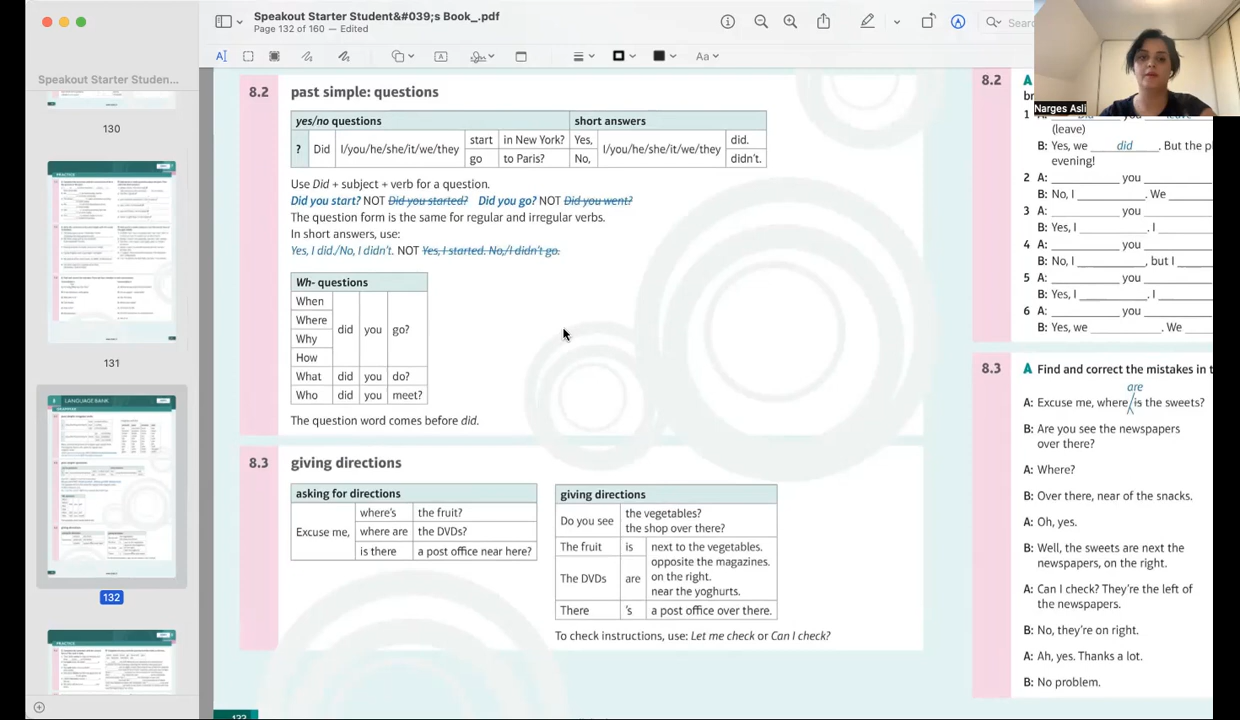 Speakout Starter Student&#039;s Book_.pdf
Page 132 of 160 — Edited
Sear
Speakout Starter Studen...
130
131
132
Aa
Narges Asli
8.2
past simple: questions
yes/no questions
short answers
?
Did
I/you/he/she/it/we/they
start
in New York?
go
to Paris?
Yes,
No,
I/you/he/she/it/we/they
did.
didn't.
Use Did + subject + verb for a question.
Did you start? NOT Did you started? Did you go? NOT Did you went?
The question form is the same for regular and irregular verbs.
In short answers, use:
Yes, I did./No, I didn't. NOT Yes, I started. No, I didn't go.
Wh- questions
When
Where
Why
How
did
you
go?
What
did
you
do?
Who
did
you
meet?
The question word comes before did.
8.3
giving directions
asking for directions
Excuse me,
where's
the fruit?
where are
the DVDs?
is there
a post office near here?
giving directions
Do you see
the vegetables?
the shop over there?
The fruit
is
The DVDs
are
next to the vegetables.
opposite the magazines.
on the right.
near the yoghurts.
There
's
a post office over there.
To check instructions, use: Let me check or Can I check?
132
8.2
A
1
(leave)
B: Yes, we did. But the p
evening!
2 A: you
B: No, I . We
3 A: you
B: Yes, I . I
4 A: you
B: No, I , but I
5 A: you
B: Yes, I . I
6 A: you
B: Yes, we . We
8.3
A Find and correct the mistakes in t
are
A: Excuse me, where is the sweets?
B: Are you see the newspapers
over there?
A: Where?
B: Over there, near of the snacks.
A: Oh, yes.
B: Well, the sweets are next the
newspapers, on the right.
A: Can I check? They're the left of
the newspapers.
B: No, they're on right.
A: Ah, yes. Thanks a lot.
B: No problem.